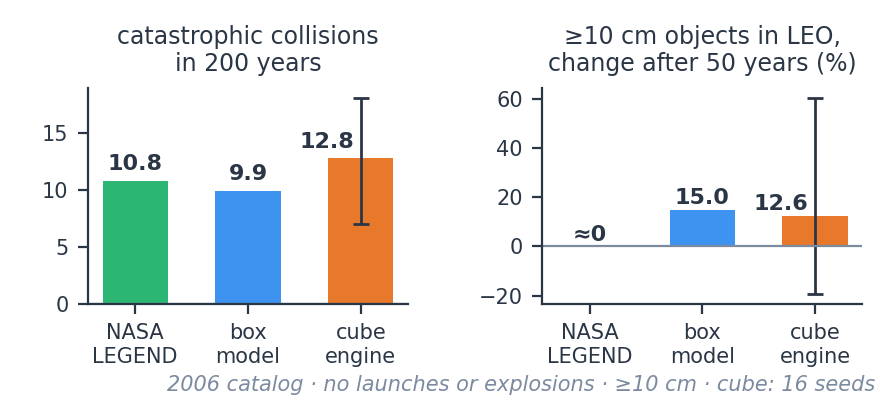 catastrophic collisions
in 200 years
15
10
5
0
10.8
9.9
12.8
NASA
LEGEND
box
model
cube
engine
≥10 cm objects in LEO,
change after 50 years (%)
60
40
20
0
−20
≈0
15.0
12.6
NASA
LEGEND
box
model
cube
engine
2006 catalog · no launches or explosions · ≥10 cm · cube: 16 seeds